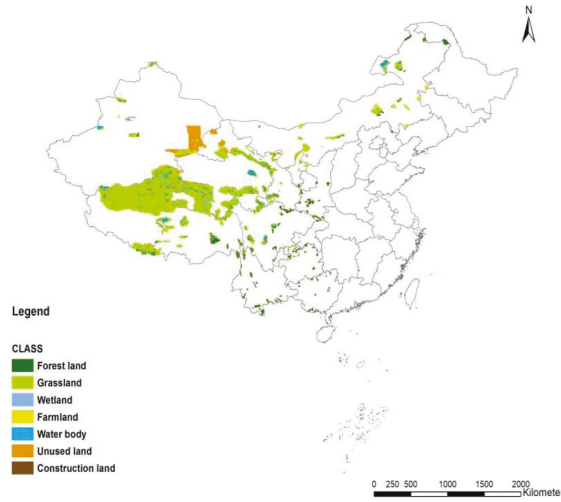 N
Legend
CLASS
Forest land
Grassland
Wetland
Farmland
Water body
Unused land
Construction land
0 250 500 1000 1500 2000
Kilomete